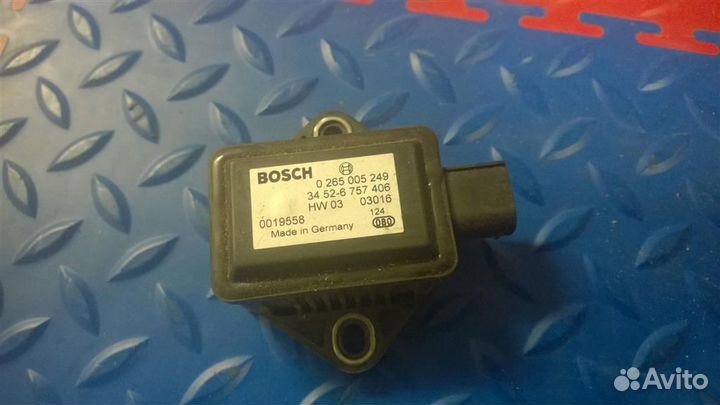 BOSCH
0 265 005 249
34 52-6 757 406
HW 03 03016
0019558 124
Made in Germany 080
Avito